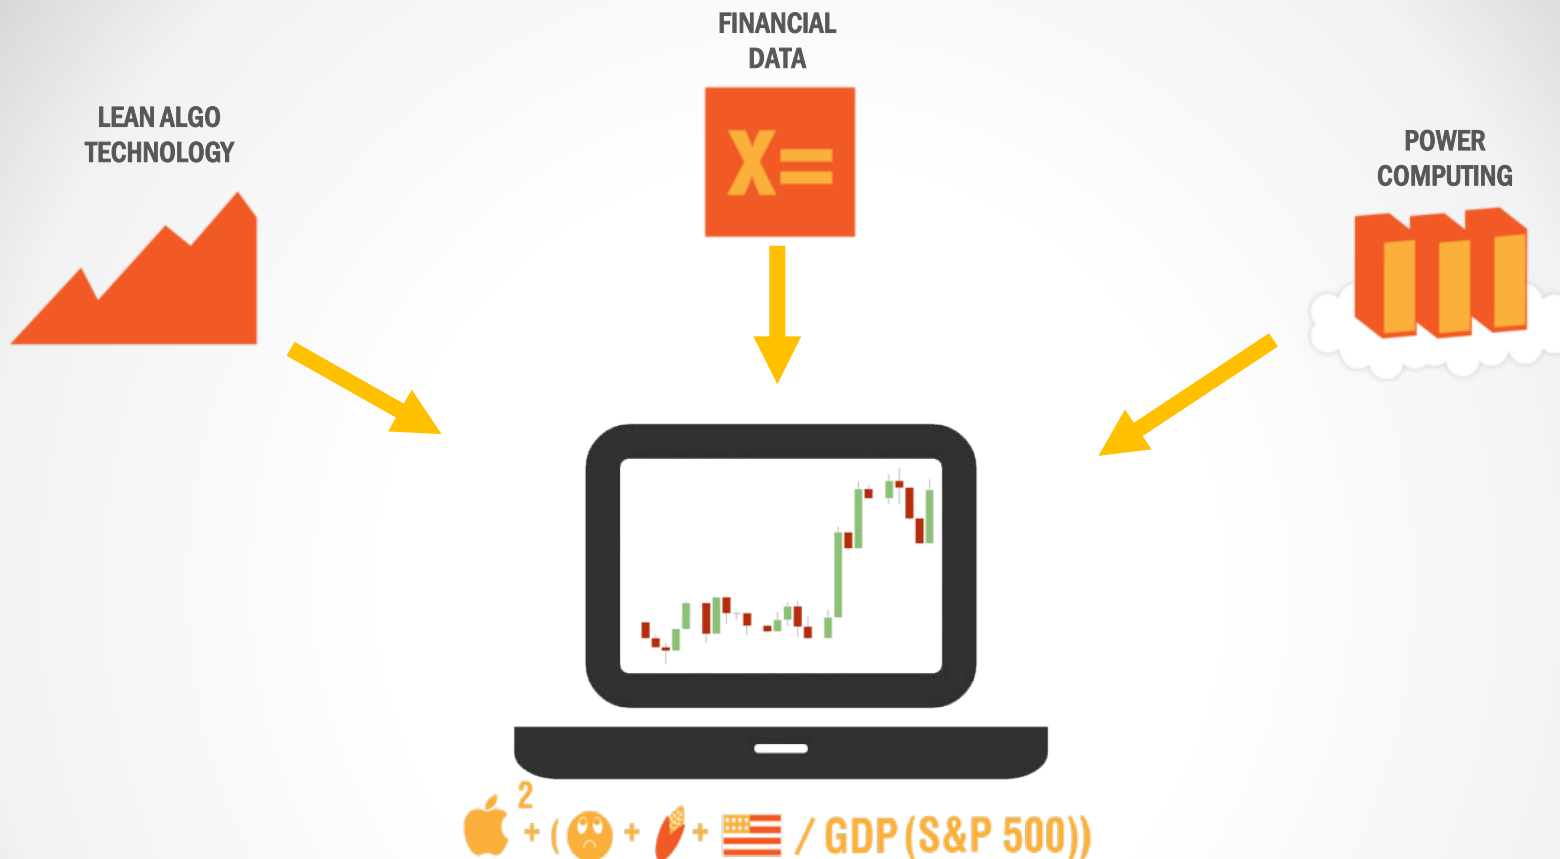 FINANCIAL
DATA
LEAN ALGO
TECHNOLOGY
POWER
COMPUTING
X=
2
+ ( + + / GDP (S&P 500))